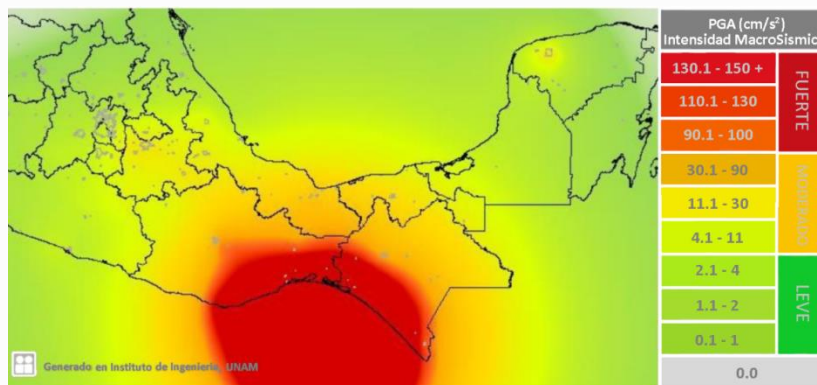 PGA (cm/s²)
Intensidad MacroSísmic
130.1 - 150 +
110.1 - 130
90.1 - 100
FUERTE
30.1 - 90
11.1 - 30
4.1 - 11
MODERADO
2.1 - 4
1.1 - 2
0.1 - 1
LEVE
0.0
Generado en Instituto de Ingeniería, UNAM